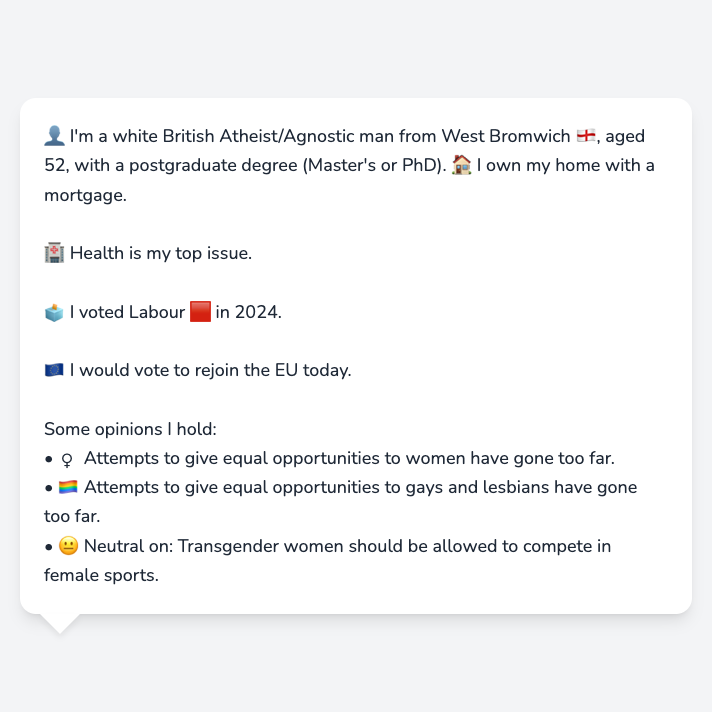 👤 I'm a white British Atheist/Agnostic man from West Bromwich 🏴󠁧󠁢󠁥󠁮󠁧󠁿, aged
52, with a postgraduate degree (Master's or PhD). 🏠 I own my home with a
mortgage.
🏥 Health is my top issue.
🗳️ I voted Labour 🟥 in 2024.
🇪🇺 I would vote to rejoin the EU today.
Some opinions I hold:
• ♀ Attempts to give equal opportunities to women have gone too far.
• 🏳️‍🌈 Attempts to give equal opportunities to gays and lesbians have gone
too far.
• 😐 Neutral on: Transgender women should be allowed to compete in
female sports.